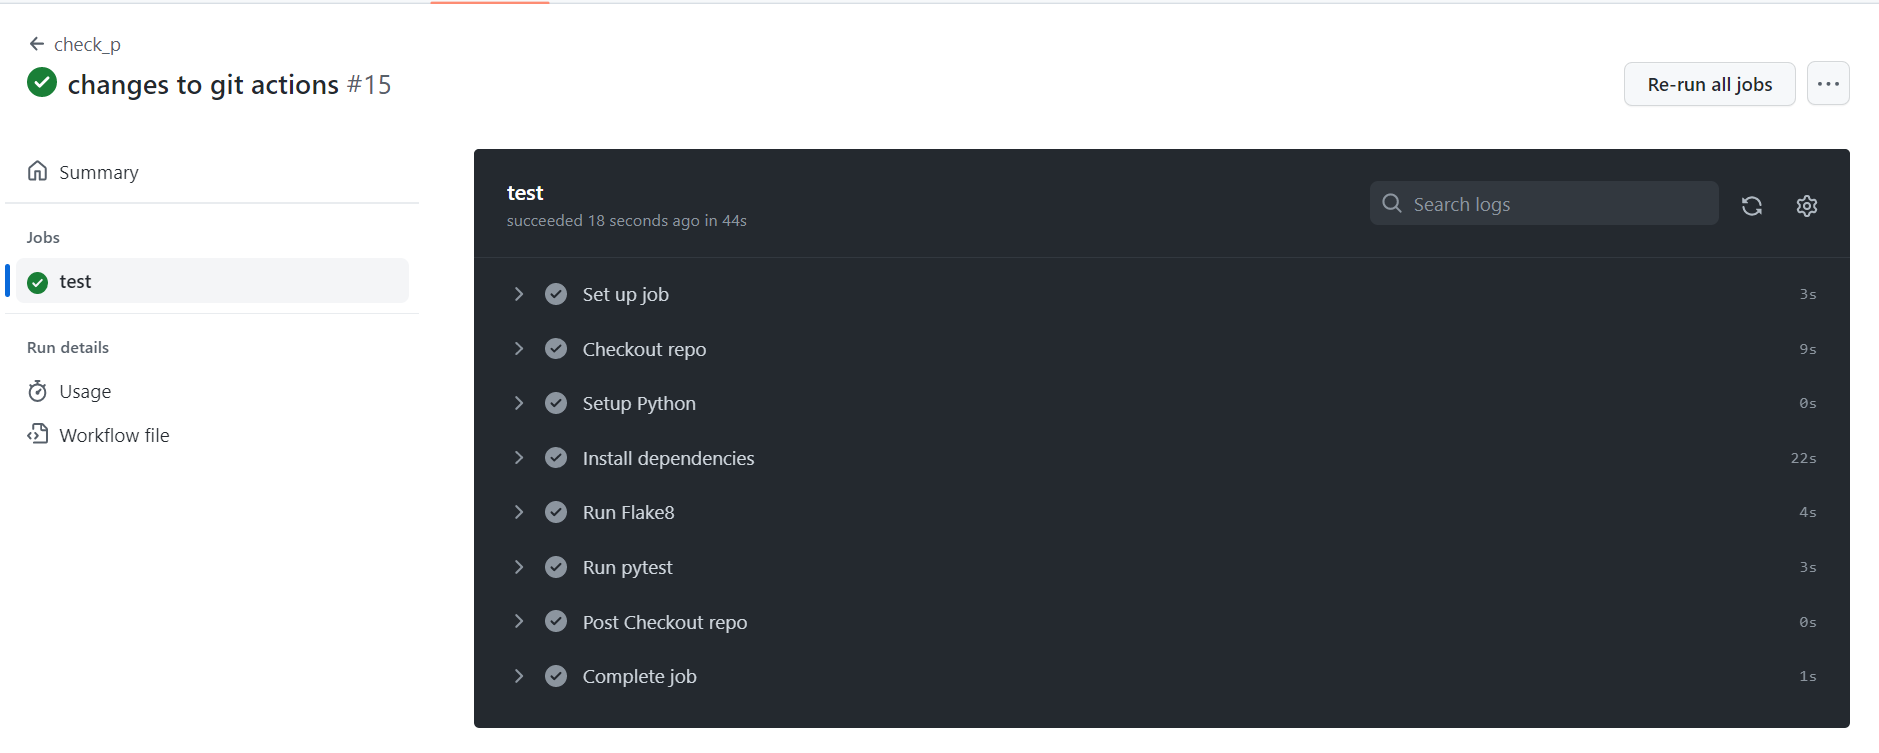 check_p
changes to git actions #15
Re-run all jobs
Summary
Jobs
test
Run details
Usage
Workflow file
test
succeeded 18 seconds ago in 44s
Search logs
Set up job 3s
Checkout repo 9s
Setup Python 0s
Install dependencies 22s
Run Flake8 4s
Run pytest 3s
Post Checkout repo 0s
Complete job 1s